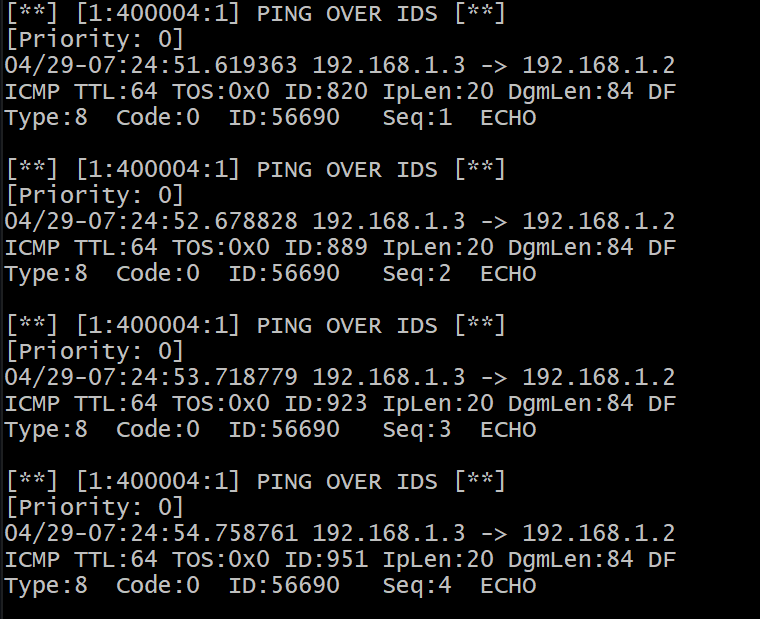 [**] [1:400004:1] PING OVER IDS [**]
[Priority: 0]
04/29-07:24:51.619363 192.168.1.3 -> 192.168.1.2
ICMP TTL:64 TOS:0x0 ID:820 IpLen:20 DgmLen:84 DF
Type:8  Code:0  ID:56690   Seq:1  ECHO

[**] [1:400004:1] PING OVER IDS [**]
[Priority: 0]
04/29-07:24:52.678828 192.168.1.3 -> 192.168.1.2
ICMP TTL:64 TOS:0x0 ID:889 IpLen:20 DgmLen:84 DF
Type:8  Code:0  ID:56690   Seq:2  ECHO

[**] [1:400004:1] PING OVER IDS [**]
[Priority: 0]
04/29-07:24:53.718779 192.168.1.3 -> 192.168.1.2
ICMP TTL:64 TOS:0x0 ID:923 IpLen:20 DgmLen:84 DF
Type:8  Code:0  ID:56690   Seq:3  ECHO

[**] [1:400004:1] PING OVER IDS [**]
[Priority: 0]
04/29-07:24:54.758761 192.168.1.3 -> 192.168.1.2
ICMP TTL:64 TOS:0x0 ID:951 IpLen:20 DgmLen:84 DF
Type:8  Code:0  ID:56690   Seq:4  ECHO